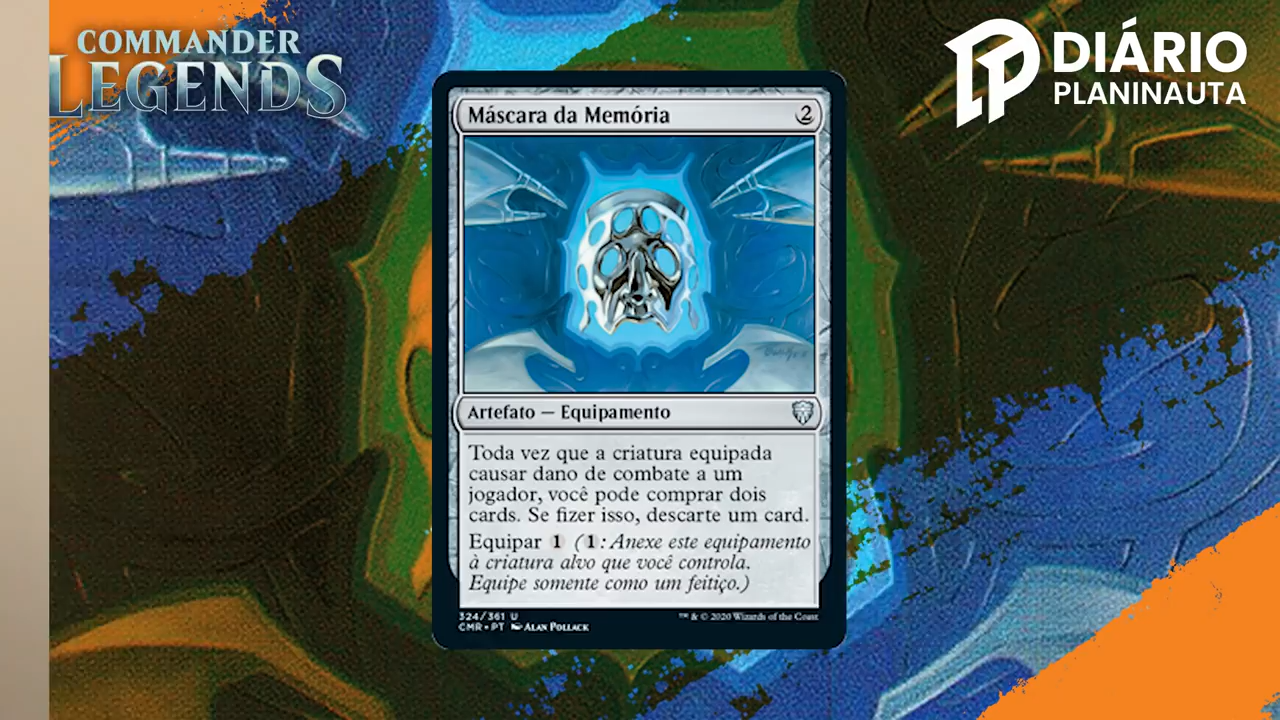 COMMANDER
LEGENDS
DIÁRIO
PLANINAUTA
Máscara da Memória 2
Artefato — Equipamento
Toda vez que a criatura equipada
causar dano de combate a um
jogador, você pode comprar dois
cards. Se fizer isso, descarte um card.
Equipar 1 (1: Anexe este equipamento
à criatura alvo que você controla.
Equipe somente como um feitiço.)
324/361 U
CMR • PT ALAN POLLACK
™ & © 2020 Wizards of the Coast